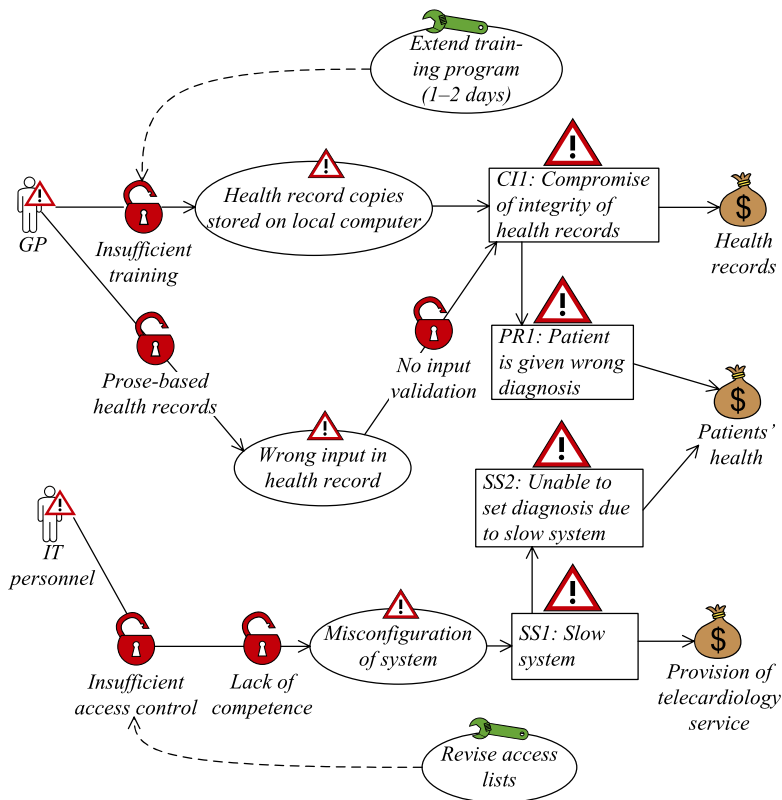 Extend train-
ing program
(1–2 days)
GP
Insufficient
training
Health record copies
stored on local computer
CI1: Compromise
of integrity of
health records
Health
records
Prose-based
health records
No input
validation
PR1: Patient
is given wrong
diagnosis
Patients’
health
Wrong input in
health record
SS2: Unable to
set diagnosis due
to slow system
IT
personnel
Insufficient
access control
Lack of
competence
Misconfiguration
of system
SS1: Slow
system
Provision of
telecardiology
service
Revise access
lists